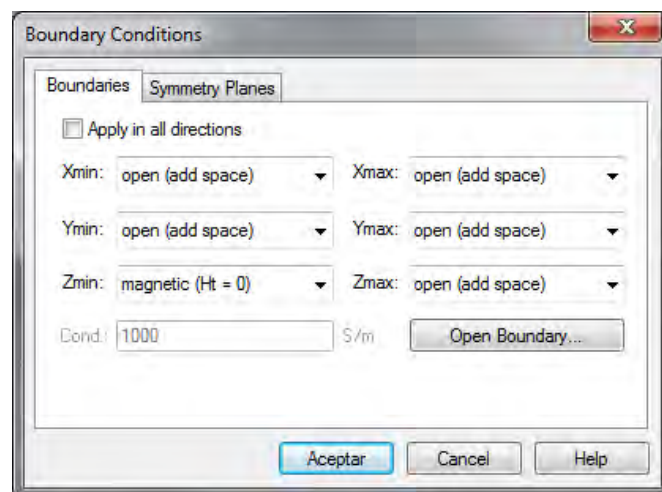 Boundary Conditions
Boundaries Symmetry Planes
Apply in all directions
Xmin: open (add space) Xmax: open (add space)
Ymin: open (add space) Ymax: open (add space)
Zmin: magnetic (Ht = 0) Zmax: open (add space)
Cond.: 1000 S/m Open Boundary...
Aceptar Cancel Help